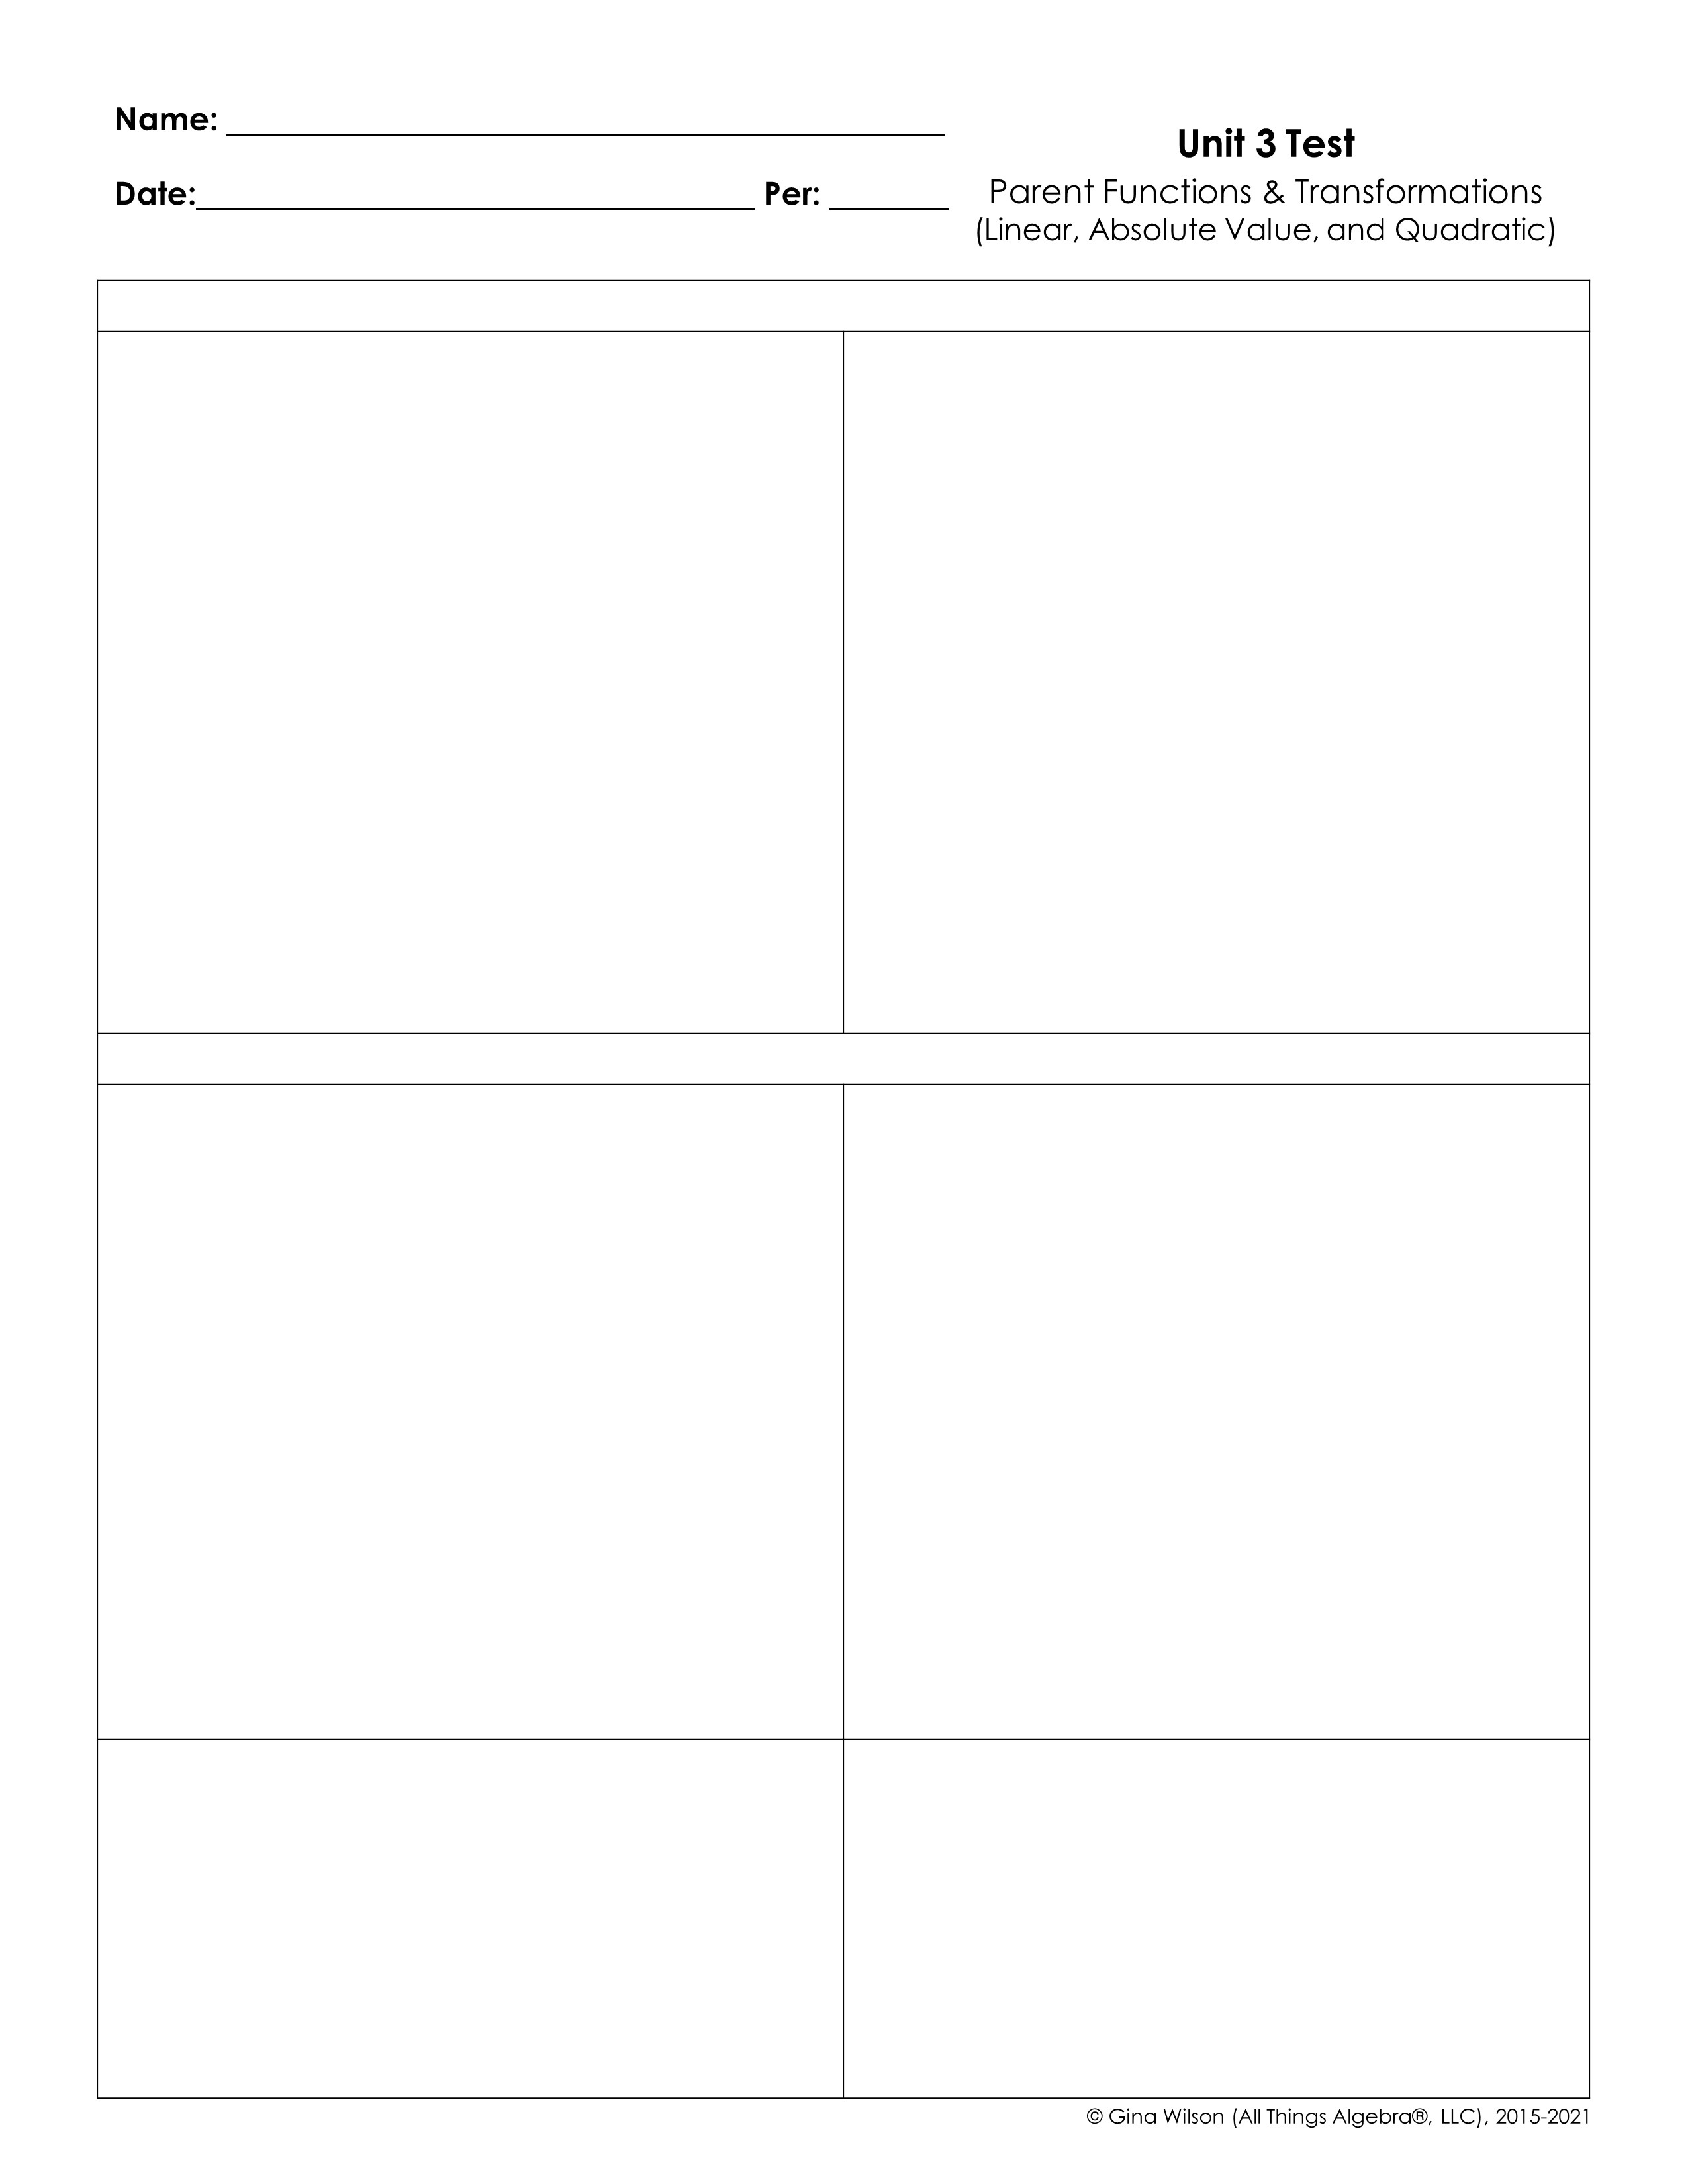 Name:
Unit 3 Test
Date: Per:
Parent Functions & Transformations
(Linear, Absolute Value, and Quadratic)
© Gina Wilson (All Things Algebra®, LLC), 2015-2021